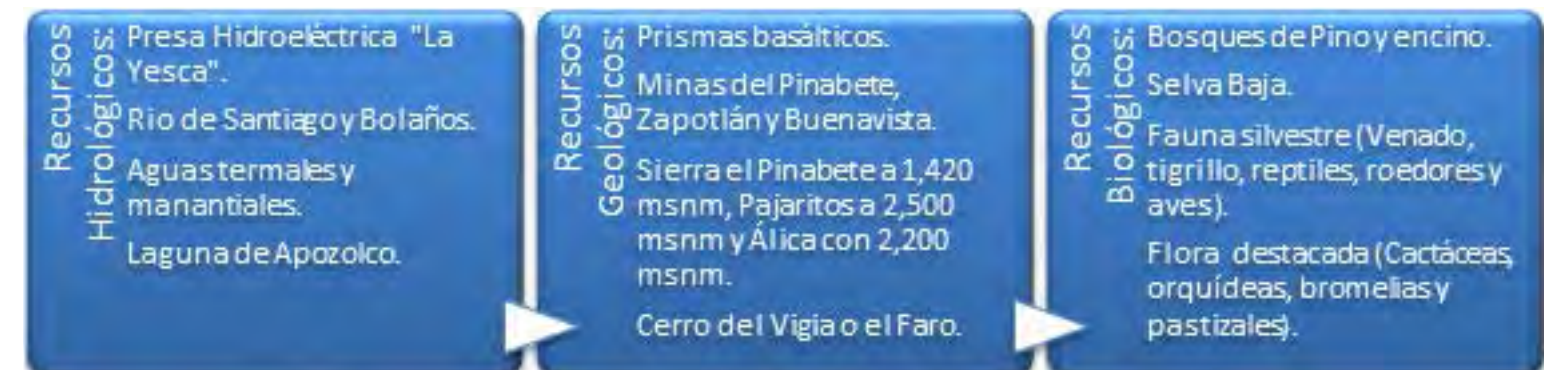 Recursos
Hidrológicos:
Presa Hidroeléctrica "La
Yesca".
Rio de Santiago y Bolaños.
Aguas termales y
manantiales.
Laguna de Apozolco.
Recursos
Geológicos:
Prismas basálticos.
Minas del Pinabete,
Zapotlán y Buenavista.
Sierra el Pinabete a 1,420
msnm, Pajaritos a 2,500
msnm y Álica con 2,200
msnm.
Cerro del Vigia o el Faro.
Recursos
Biológicos:
Bosques de Pino y encino.
Selva Baja.
Fauna silvestre (Venado,
tigrillo, reptiles, roedores y
aves).
Flora destacada (Cactáceas,
orquídeas, bromelias y
pastizales).